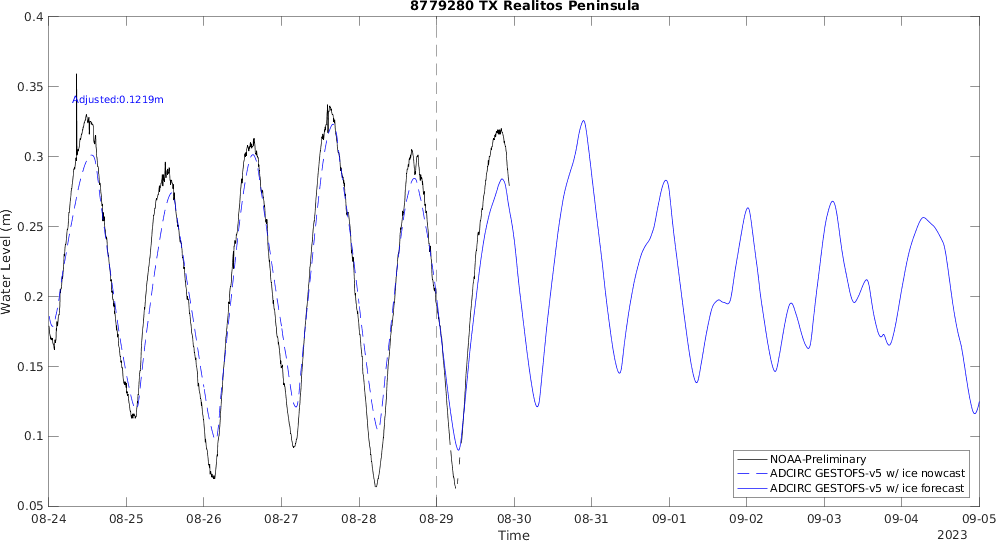 8779280 TX Realitos Peninsula
Water Level (m)
0.4
0.35
0.3
0.25
0.2
0.15
0.1
0.05
Adjusted:0.1219m
NOAA-Preliminary
ADCIRC GESTOFS-v5 w/ ice nowcast
ADCIRC GESTOFS-v5 w/ ice forecast
08-24 08-25 08-26 08-27 08-28 08-29 08-30 08-31 09-01 09-02 09-03 09-04 09-05
Time
2023